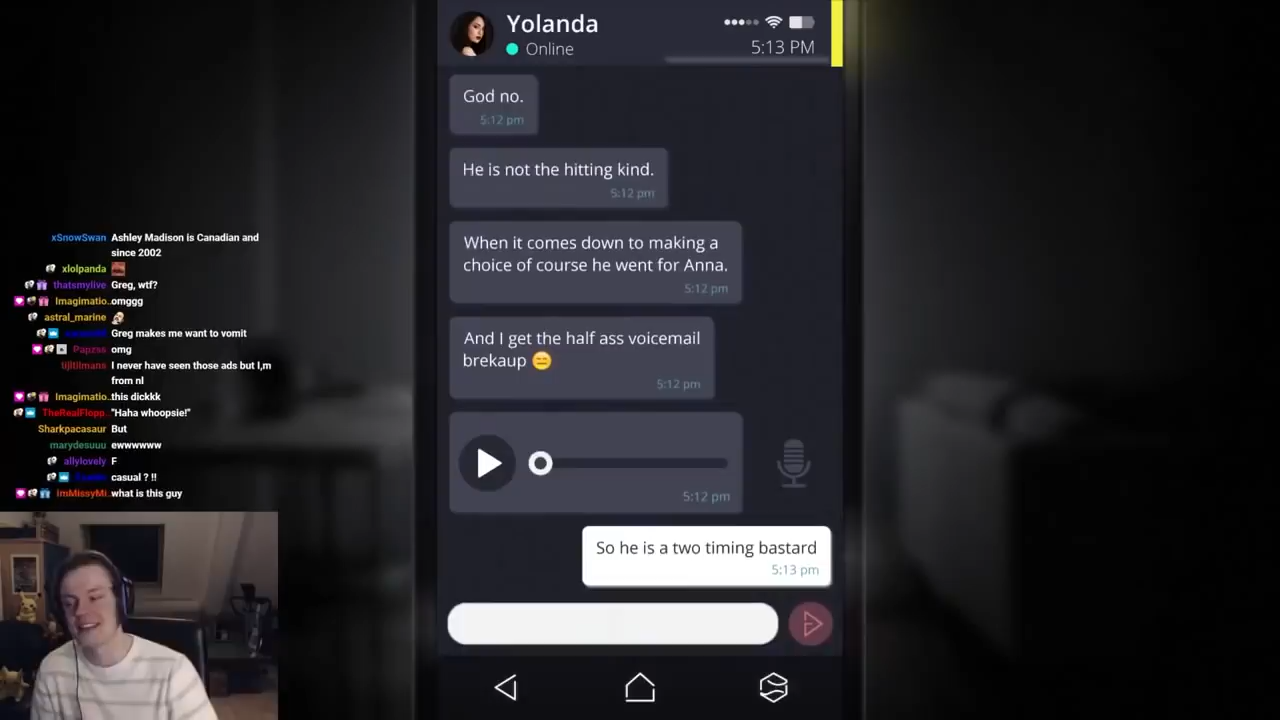 Yolanda
Online
5:13 PM
God no.
5:12 pm
He is not the hitting kind.
5:12 pm
When it comes down to making a
choice of course he went for Anna.
5:12 pm
And I get the half ass voicemail
brekaup 😑
5:12 pm
5:12 pm
So he is a two timing bastard
5:13 pm
xSnowSwan Ashley Madison is Canadian and
since 2002
xlolpanda
thatsmylive Greg, wtf?
Imagimatio.. omggg
astral_marine
Greg makes me want to vomit
Papzss omg
tijltilmans I never have seen those ads but I,m
from nl
Imagimatio.. this dickkk
TheRealFlopp.. "Haha whoopsie!"
Sharkpacasaur But
marydesuuu ewwwwww
allylovely F
casual ? !!
imMissyMi.. what is this guy